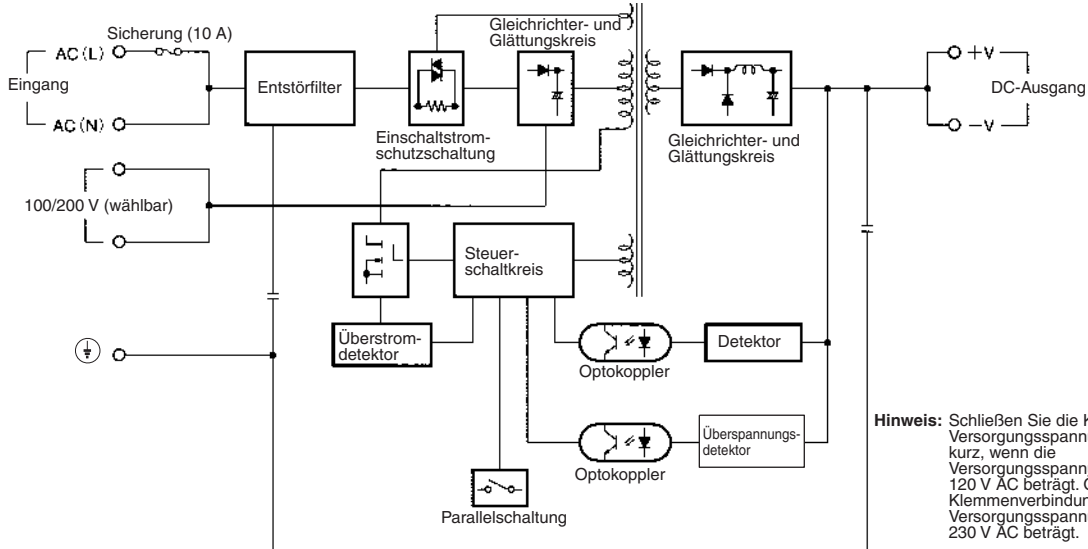 Sicherung (10 A)
AC (L)
Eingang
AC (N)
Entstörfilter
Einschaltstrom-
schutzschaltung
Gleichrichter- und
Glättungskreis
Gleichrichter- und
Glättungskreis
+V
DC-Ausgang
−V
100/200 V (wählbar)
Steuer-
schaltkreis
Überstrom-
detektor
Optokoppler
Detektor
Optokoppler
Überspannungs-
detektor
Parallelschaltung
Hinweis: Schließen Sie die
Versorgungsspann
kurz, wenn die
Versorgungsspann
120 V AC beträgt.
Klemmenverbindu
Versorgungsspann
230 V AC beträgt.